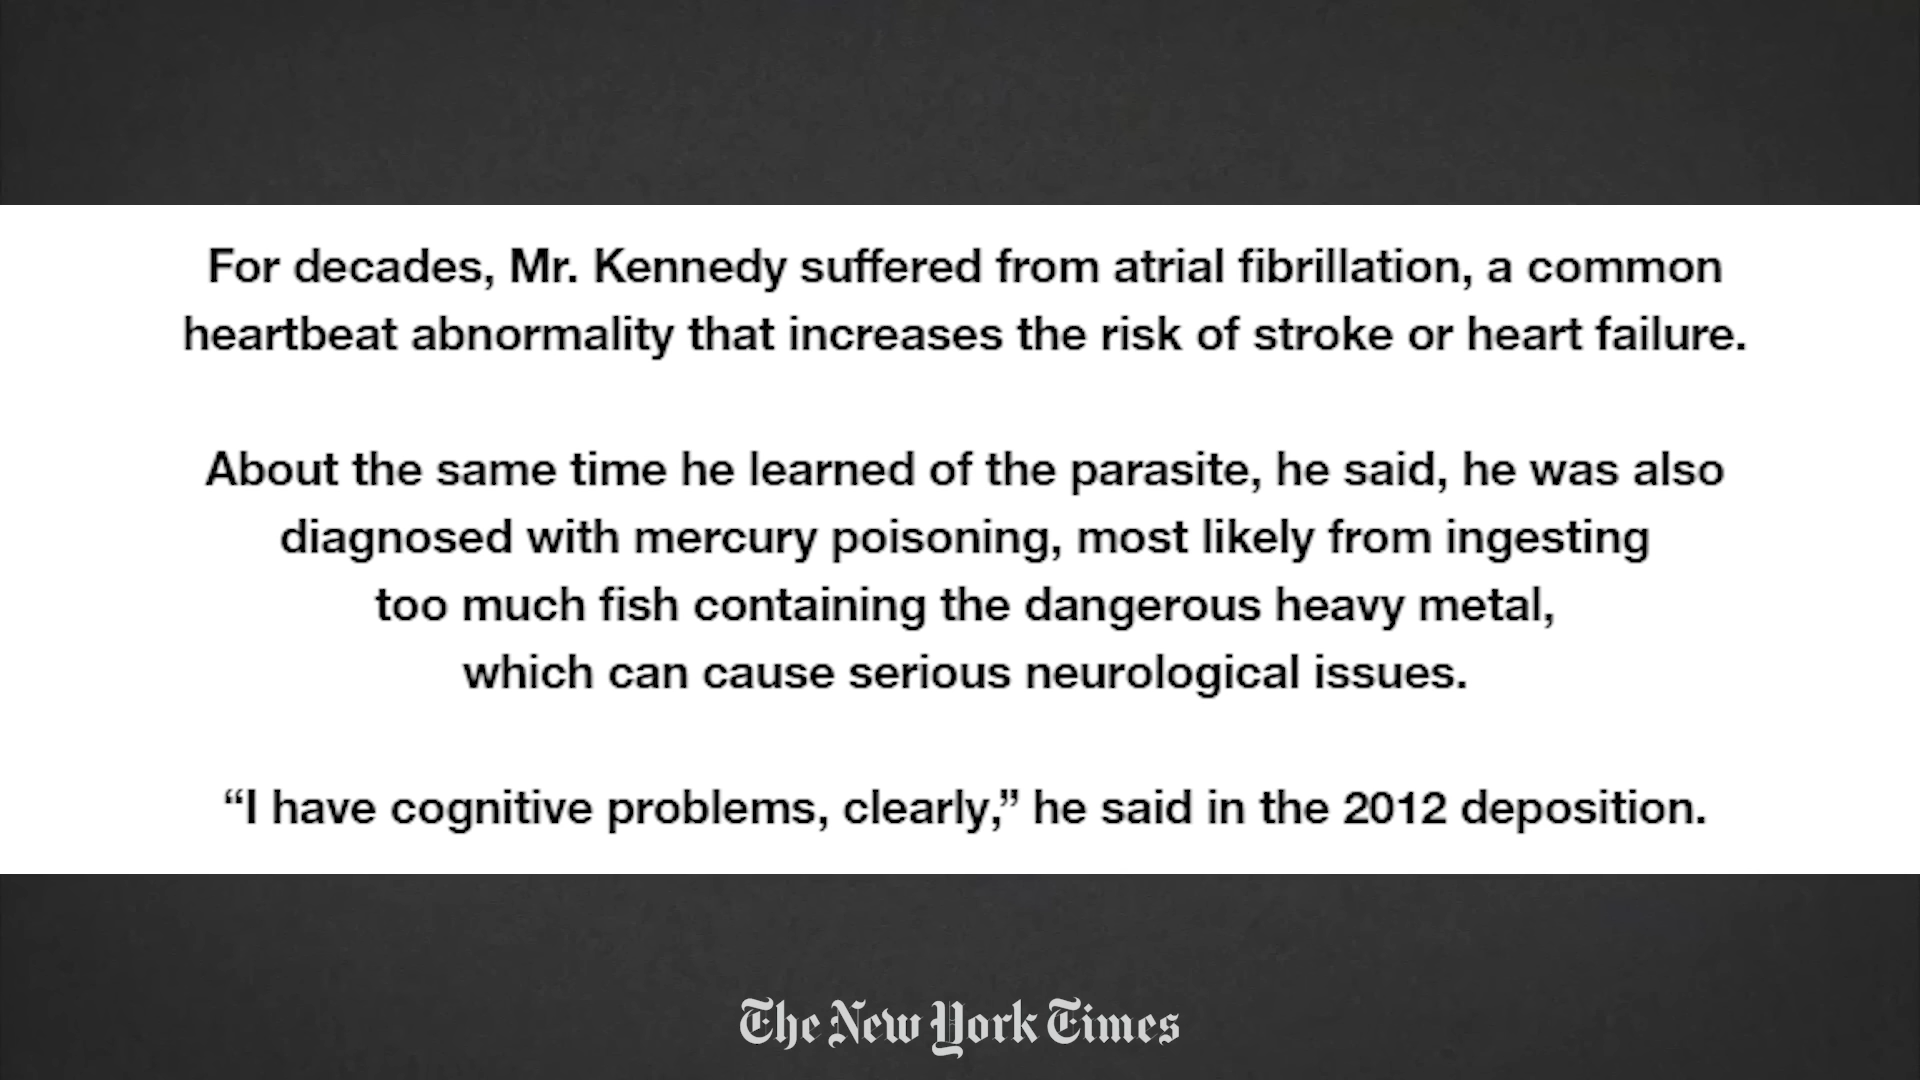 For decades, Mr. Kennedy suffered from atrial fibrillation, a common
heartbeat abnormality that increases the risk of stroke or heart failure.
About the same time he learned of the parasite, he said, he was also
diagnosed with mercury poisoning, most likely from ingesting
too much fish containing the dangerous heavy metal,
which can cause serious neurological issues.
“I have cognitive problems, clearly,” he said in the 2012 deposition.
The New York Times